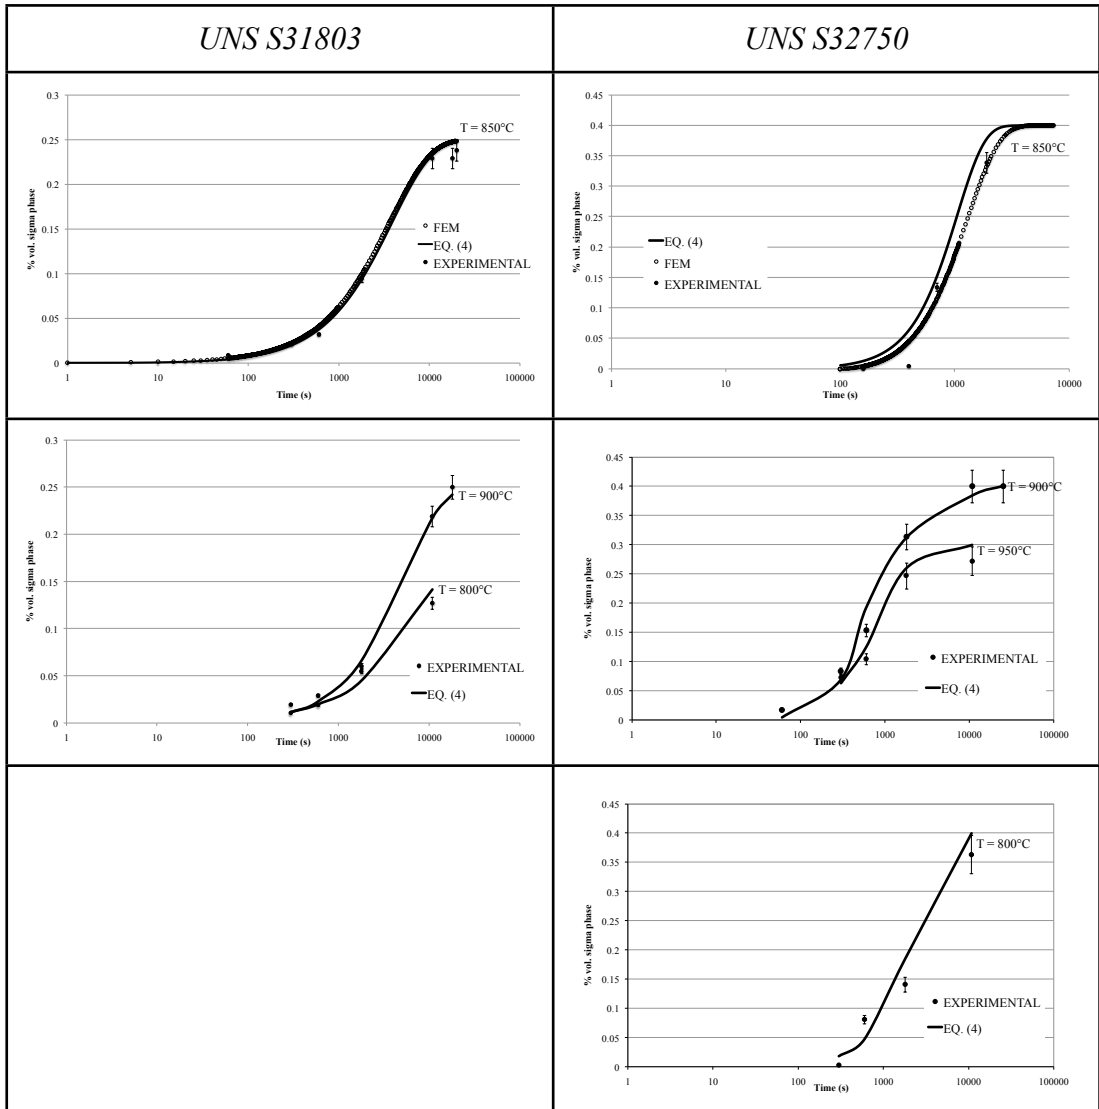 UNS S31803
UNS S32750
0.3
0.25
0.2
0.15
0.1
0.05
0
% vol. sigma phase
T = 850°C
FEM
EQ. (4)
EXPERIMENTAL
1
10
100
1000
10000
100000
Time (s)
0.45
0.4
0.35
0.3
0.25
0.2
0.15
0.1
0.05
0
% vol. sigma phase
T = 850°C
EQ. (4)
FEM
EXPERIMENTAL
1
10
100
1000
10000
Time (s)
0.3
0.25
0.2
0.15
0.1
0.05
0
% vol. sigma phase
T = 900°C
T = 800°C
EXPERIMENTAL
EQ. (4)
1
10
100
1000
10000
100000
Time (s)
0.45
0.4
0.35
0.3
0.25
0.2
0.15
0.1
0.05
0
% vol. sigma phase
T = 900°C
T = 950°C
EXPERIMENTAL
EQ. (4)
1
10
100
1000
10000
100000
Time (s)
0.45
0.4
0.35
0.3
0.25
0.2
0.15
0.1
0.05
0
% vol. sigma phase
T = 800°C
EXPERIMENTAL
EQ. (4)
1
10
100
1000
10000
100000
Time (s)